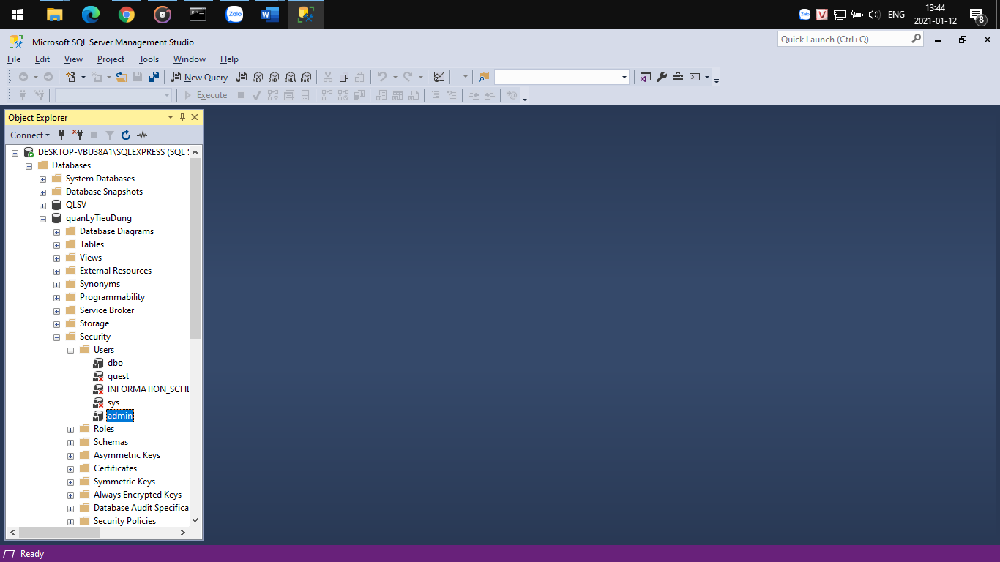 Zalo
ENG
13:44
2021-01-12
8
Microsoft SQL Server Management Studio
Quick Launch (Ctrl+Q)
File Edit View Project Tools Window Help
New Query MDX DMX XMLA DAX
Execute
Object Explorer
Connect
DESKTOP-VBU38A1\SQLEXPRESS (SQL S
Databases
System Databases
Database Snapshots
QLSV
quanLyTieuDung
Database Diagrams
Tables
Views
External Resources
Synonyms
Programmability
Service Broker
Storage
Security
Users
dbo
guest
INFORMATION_SCHE
sys
admin
Roles
Schemas
Asymmetric Keys
Certificates
Symmetric Keys
Always Encrypted Keys
Database Audit Specifica
Security Policies
Ready